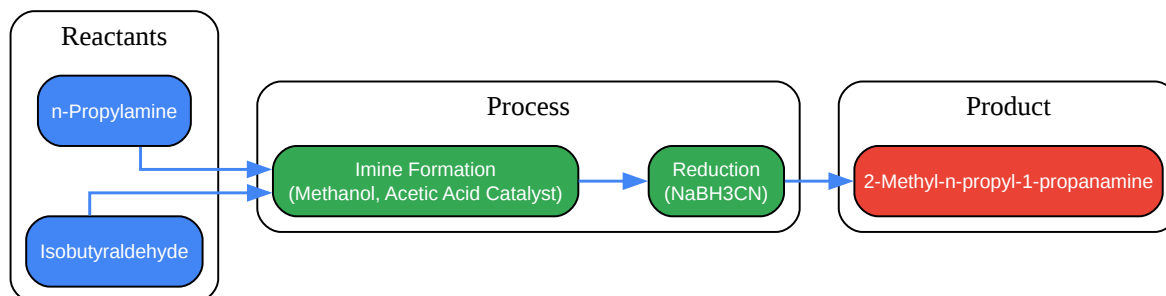 Reactants
n-Propylamine
Isobutyraldehyde
Process
Imine Formation
(Methanol, Acetic Acid Catalyst)
Reduction
(NaBH3CN)
Product
2-Methyl-n-propyl-1-propanamine